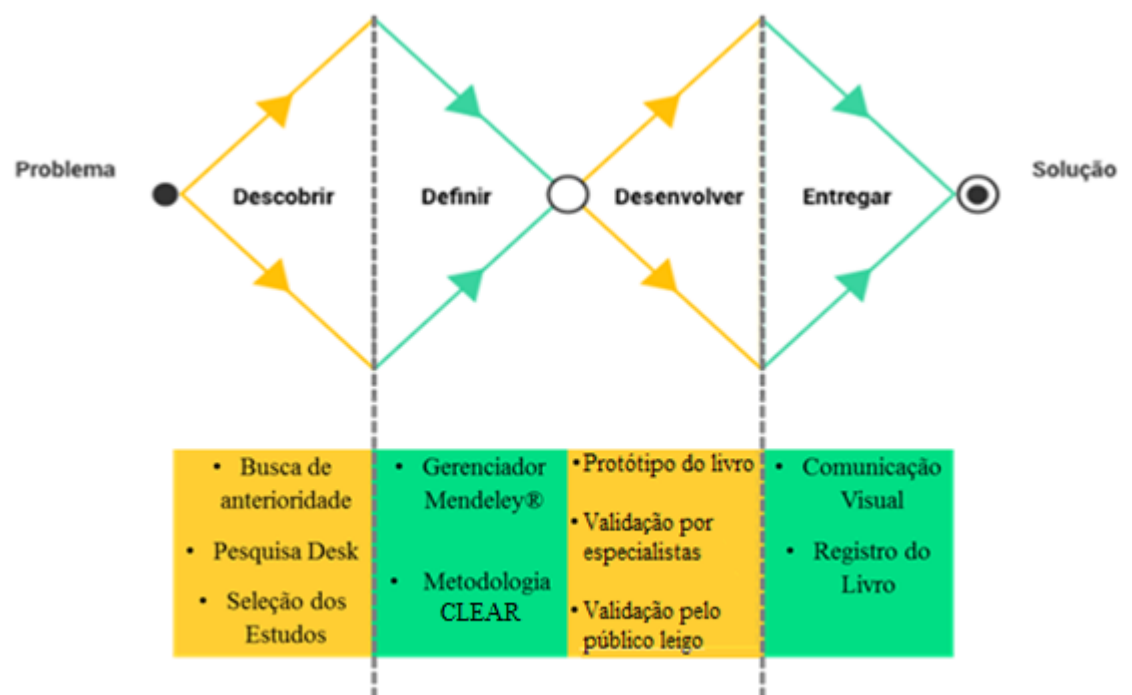 Problema
Solução
Descobrir
Definir
Desenvolver
Entregar
• Busca de
anterioridade
• Pesquisa Desk
• Seleção dos
Estudos
• Gerenciador
Mendeley®
• Metodologia
CLEAR
• Protótipo do livro
• Validação por
especialistas
• Validação pelo
público leigo
• Comunicação
Visual
• Registro do
Livro